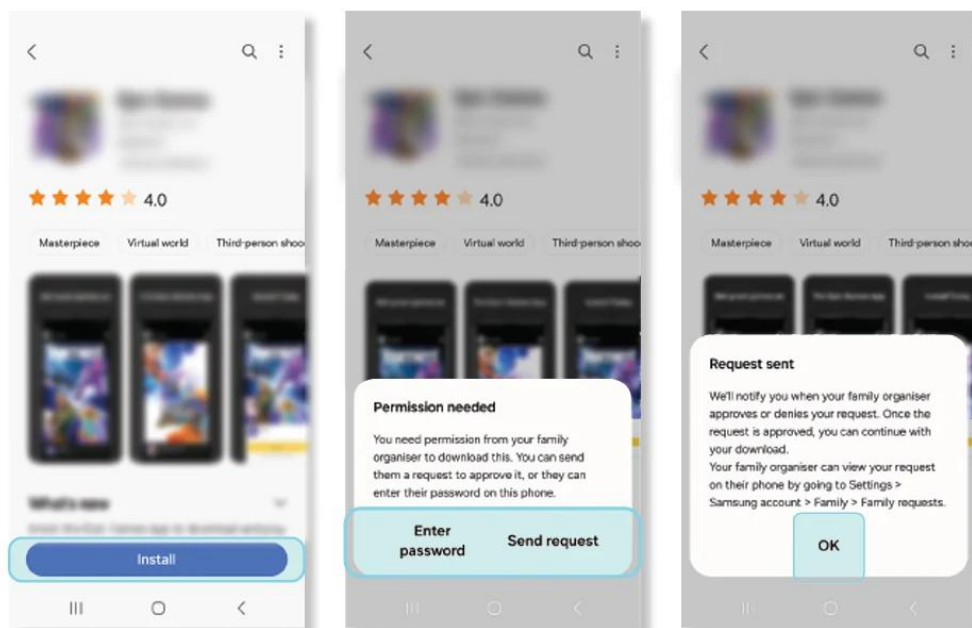 4.0
Masterpiece Virtual world Third-person shoo
What's new
Install
4.0
Masterpiece Virtual world Third-person shoo
Permission needed
You need permission from your family
organiser to download this. You can send
them a request to approve it, or they can
enter their password on this phone.
Enter
password
Send request
4.0
Masterpiece Virtual world Third-person sho
Request sent
We'll notify you when your family organiser
approves or denies your request. Once the
request is approved, you can continue with
your download.
Your family organiser can view your request
on their phone by going to Settings >
Samsung account > Family > Family requests.
OK